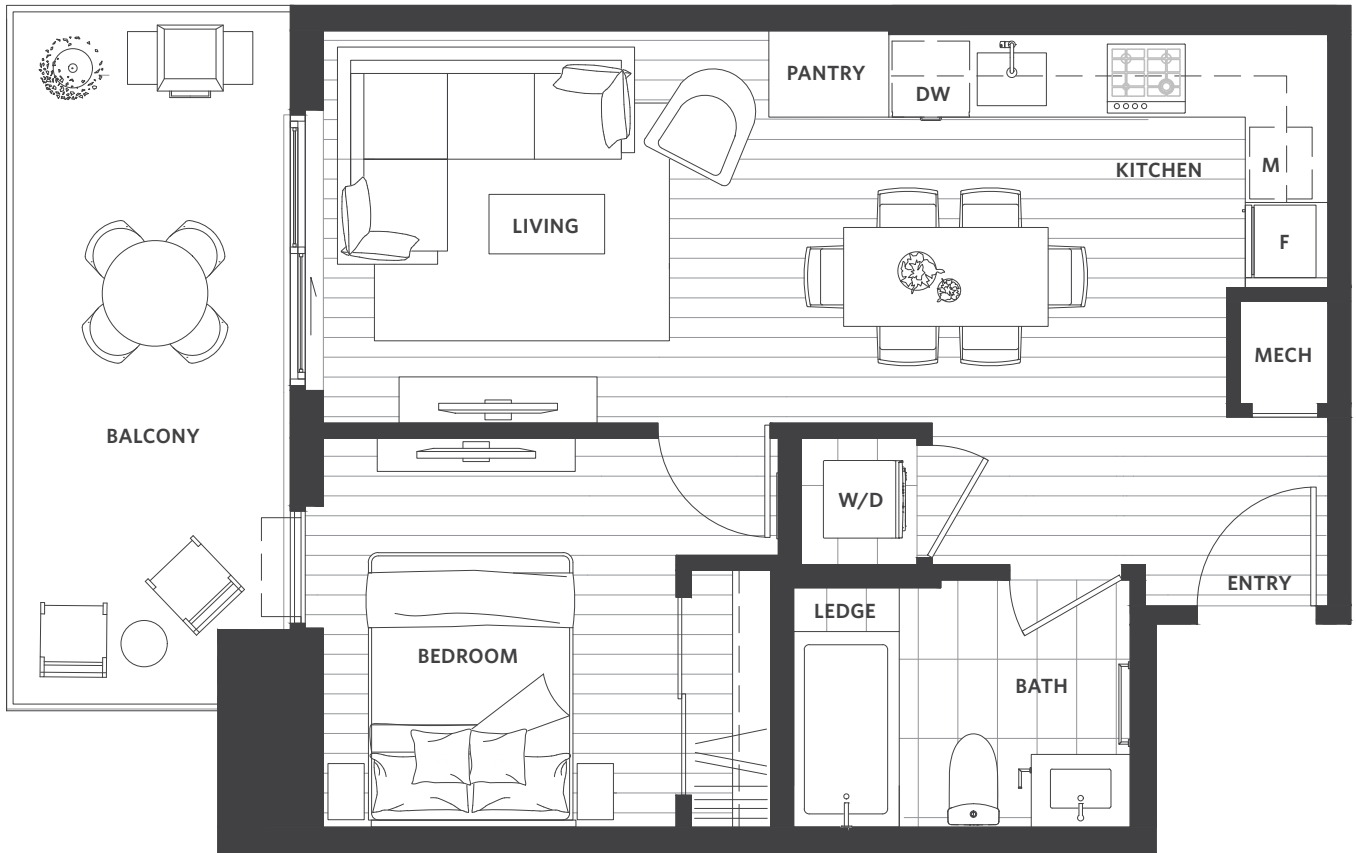 PANTRY
DW
KITCHEN
M
LIVING
F
MECH
BALCONY
W/D
ENTRY
LEDGE
BEDROOM
BATH